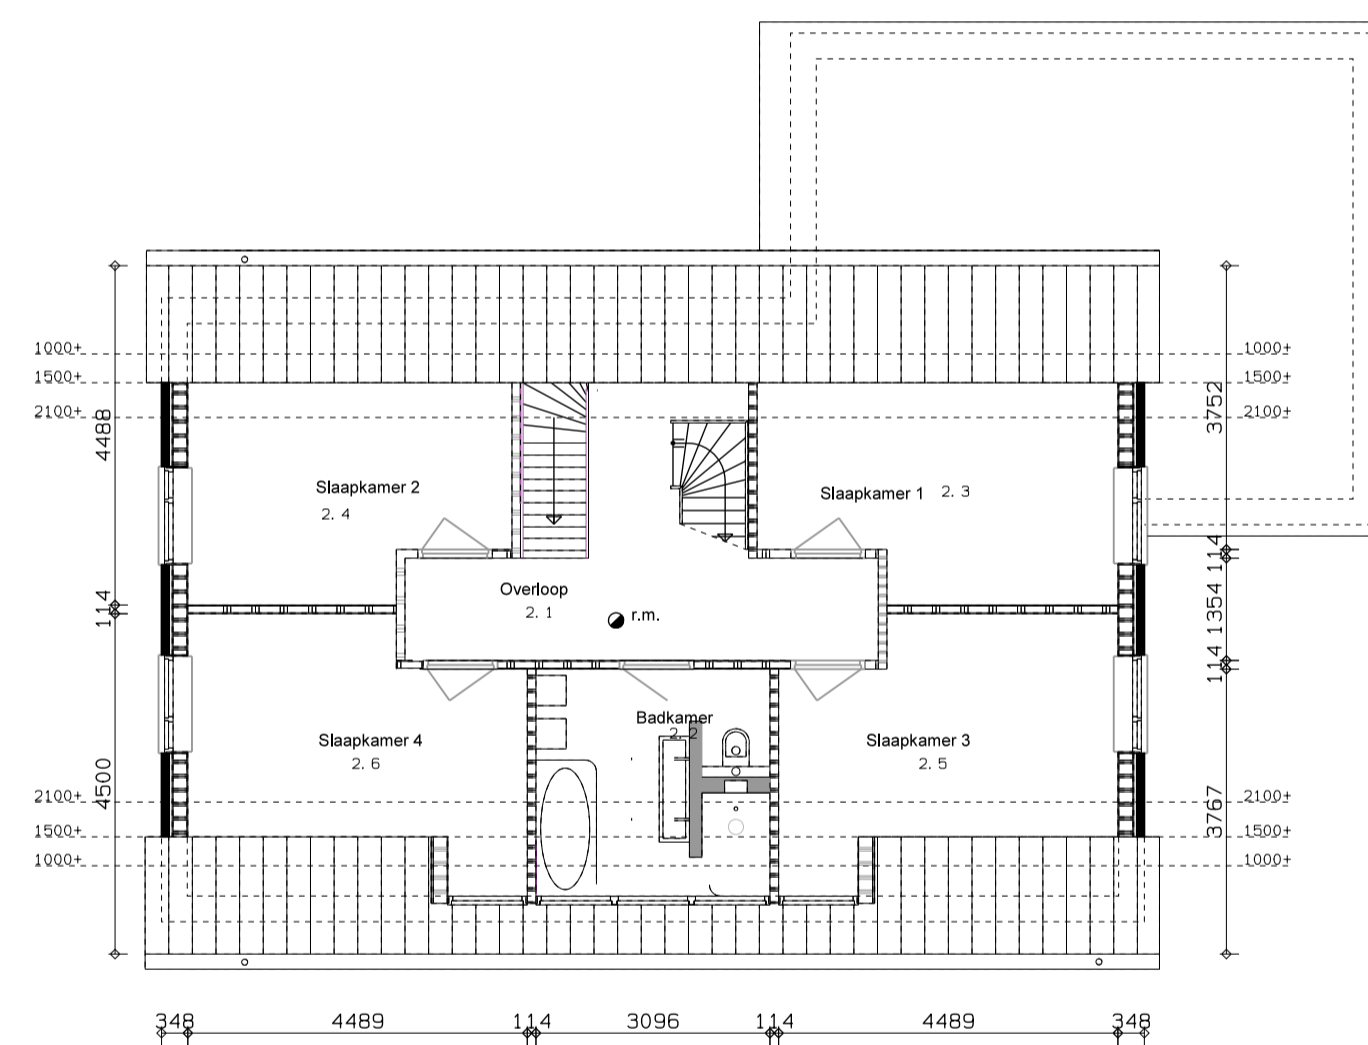 1000+ 1000+
1500+ 1500+
2100+ 2100+
4488
3752
Slaapkamer 2
2. 4
Slaapkamer 1 2. 3
114
Overloop
2. 1
r.m.
114
1354
114
Badkamer
2. 2
Slaapkamer 4
2. 6
Slaapkamer 3
2. 5
4500
3767
2100+ 2100+
1500+ 1500+
1000+ 1000+
348 4489 114 3096 114 4489 348